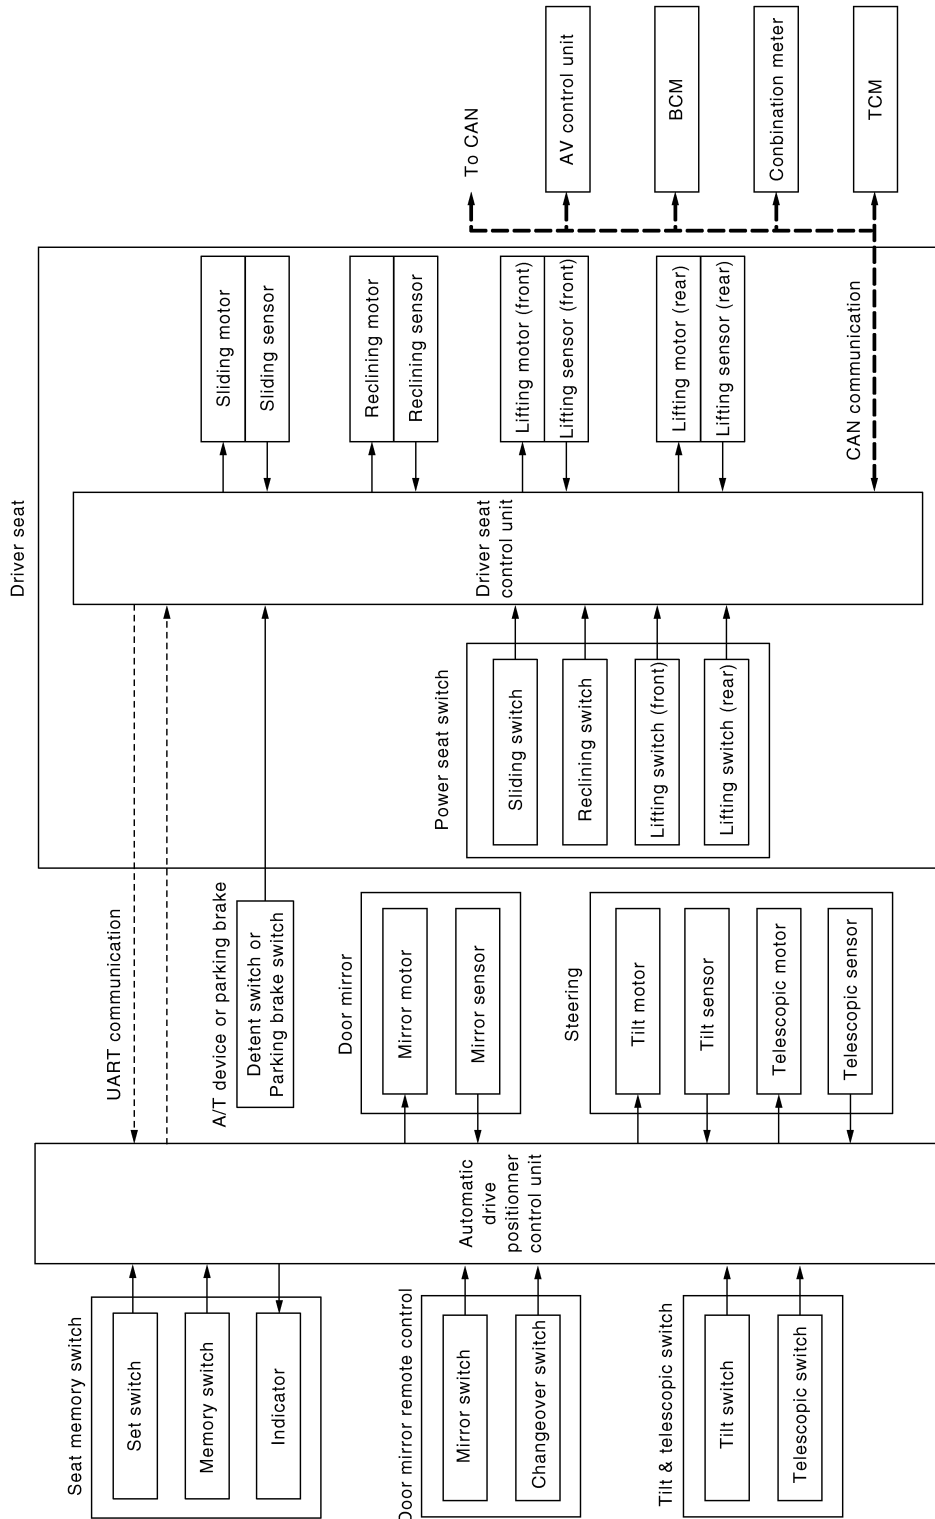 Seat memory switch
Set switch
Memory switch
Indicator
Door mirror remote control
Mirror switch
Changeover switch
Tilt & telescopic switch
Tilt switch
Telescopic switch
Automatic
drive
positionner
control unit
UART communication
A/T device or parking brake
Detent switch or
Parking brake switch
Door mirror
Mirror motor
Mirror sensor
Steering
Tilt motor
Tilt sensor
Telescopic motor
Telescopic sensor
Driver seat
Power seat switch
Sliding switch
Reclining switch
Lifting switch (front)
Lifting switch (rear)
Driver seat
control unit
Sliding motor
Sliding sensor
Reclining motor
Reclining sensor
Lifting motor (front)
Lifting sensor (front)
Lifting motor (rear)
Lifting sensor (rear)
CAN communication
To CAN
AV control unit
BCM
Conbination meter
TCM